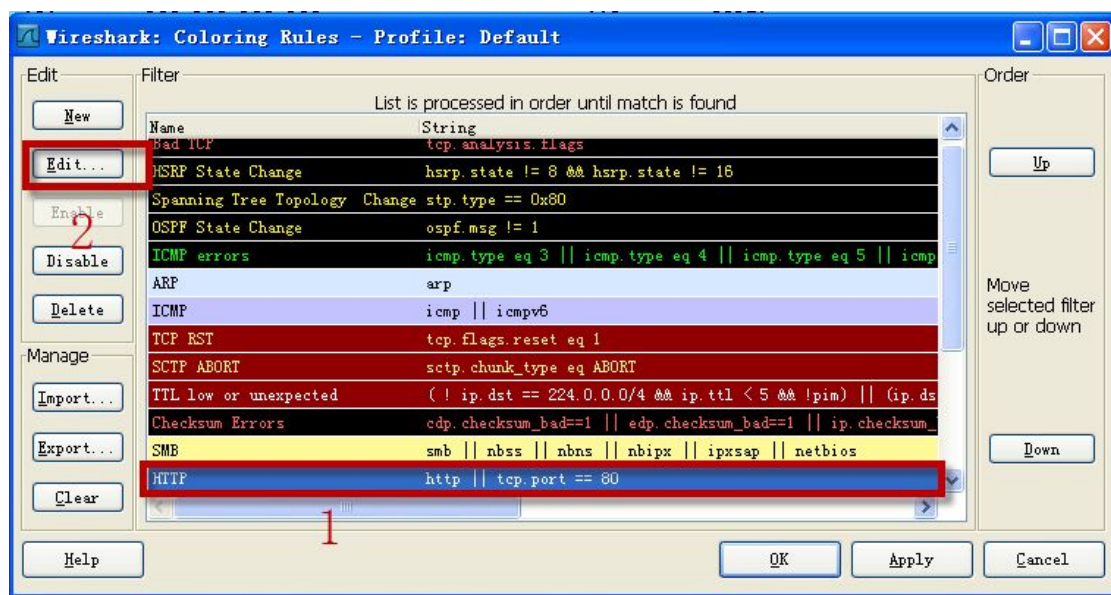 Wireshark: Coloring Rules - Profile: Default
Edit
Filter
Order
List is processed in order until match is found
New
Edit...
Enable
Disable
Delete
Manage
Import...
Export...
Clear
Name String
Bad TCP tcp.analysis.flags
HSRP State Change hsrp.state != 8 && hsrp.state != 16
Spanning Tree Topology Change stp.type == 0x80
OSPF State Change ospf.msg != 1
ICMP errors icmp.type eq 3 || icmp.type eq 4 || icmp.type eq 5 || icmp
ARP arp
ICMP icmp || icmpv6
TCP RST tcp.flags.reset eq 1
SCTP ABORT sctp.chunk_type eq ABORT
TTL low or unexpected ( ! ip.dst == 224.0.0.0/4 && ip.ttl < 5 && !pim) || (ip.ds
Checksum Errors cdp.checksum_bad==1 || edp.checksum_bad==1 || ip.checksum_
SMB smb || nbss || nbns || nbipx || ipxsap || netbios
HTTP http || tcp.port == 80
1
2
Up
Move
selected filter
up or down
Down
Help
OK
Apply
Cancel